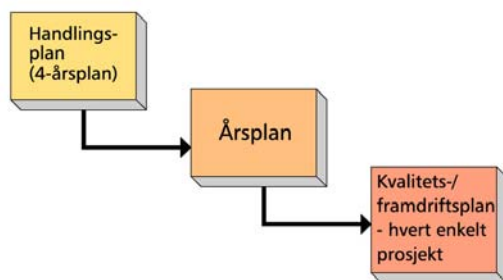 Handlings-
plan
(4-årsplan)
Årsplan
Kvalitets-/
framdriftsplan
- hvert enkelt
prosjekt